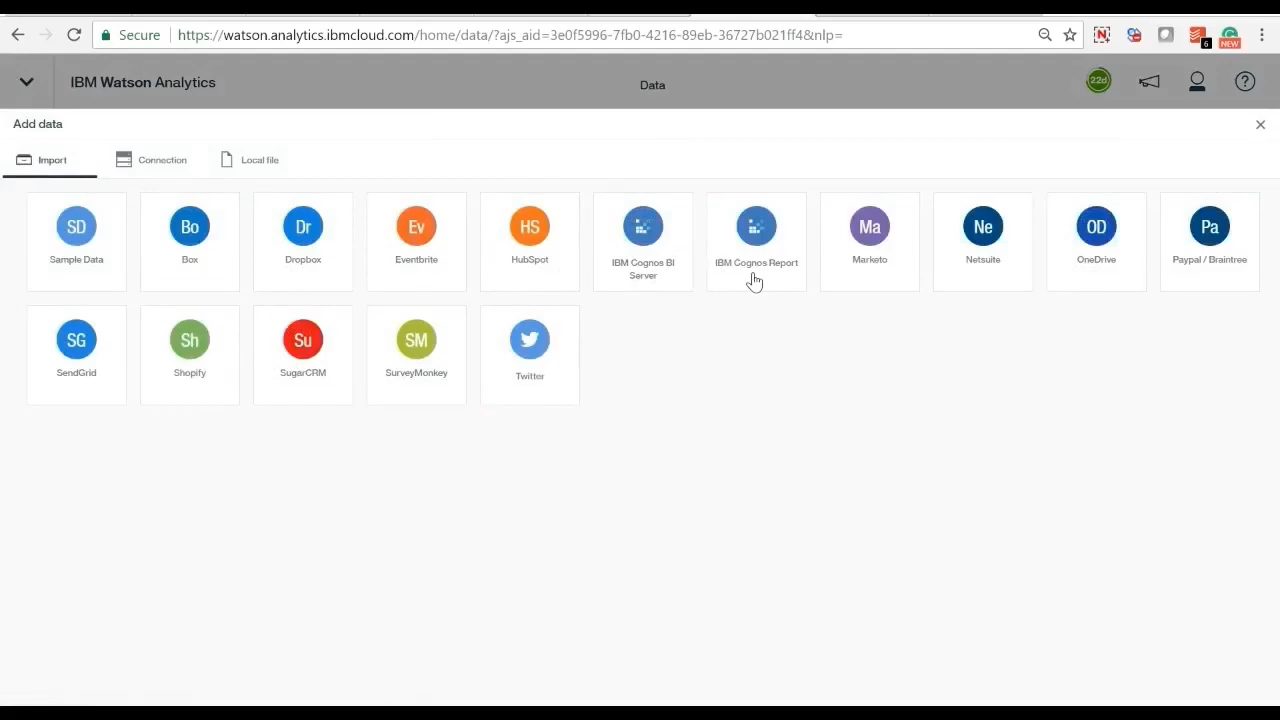 Secure
https://watson.analytics.ibmcloud.com/home/data/?ajs_aid=3e0f5996-7fb0-4216-89eb-36727b021ff4&nlp=
N
6
NEW
IBM Watson Analytics
Data
22d
?
Add data
Import
Connection
Local file
SD
Bo
Dr
Ev
HS
Ma
Ne
OD
Pa
Sample Data
Box
Dropbox
Eventbrite
HubSpot
IBM Cognos BI
Server
IBM Cognos Report
Marketo
Netsuite
OneDrive
Paypal / Braintree
SG
Sh
Su
SM
SendGrid
Shopify
SugarCRM
SurveyMonkey
Twitter